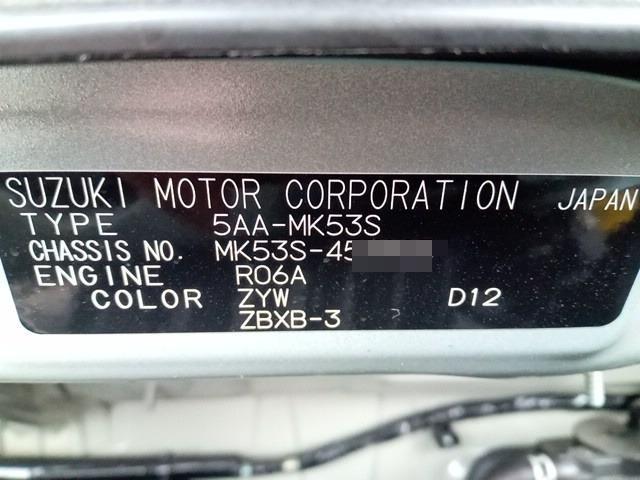 SUZUKI MOTOR CORPORATION JAPAN
TYPE 5AA-MK53S
CHASSIS NO. MK53S-45
ENGINE R06A
COLOR ZYW D12
ZBXB-3